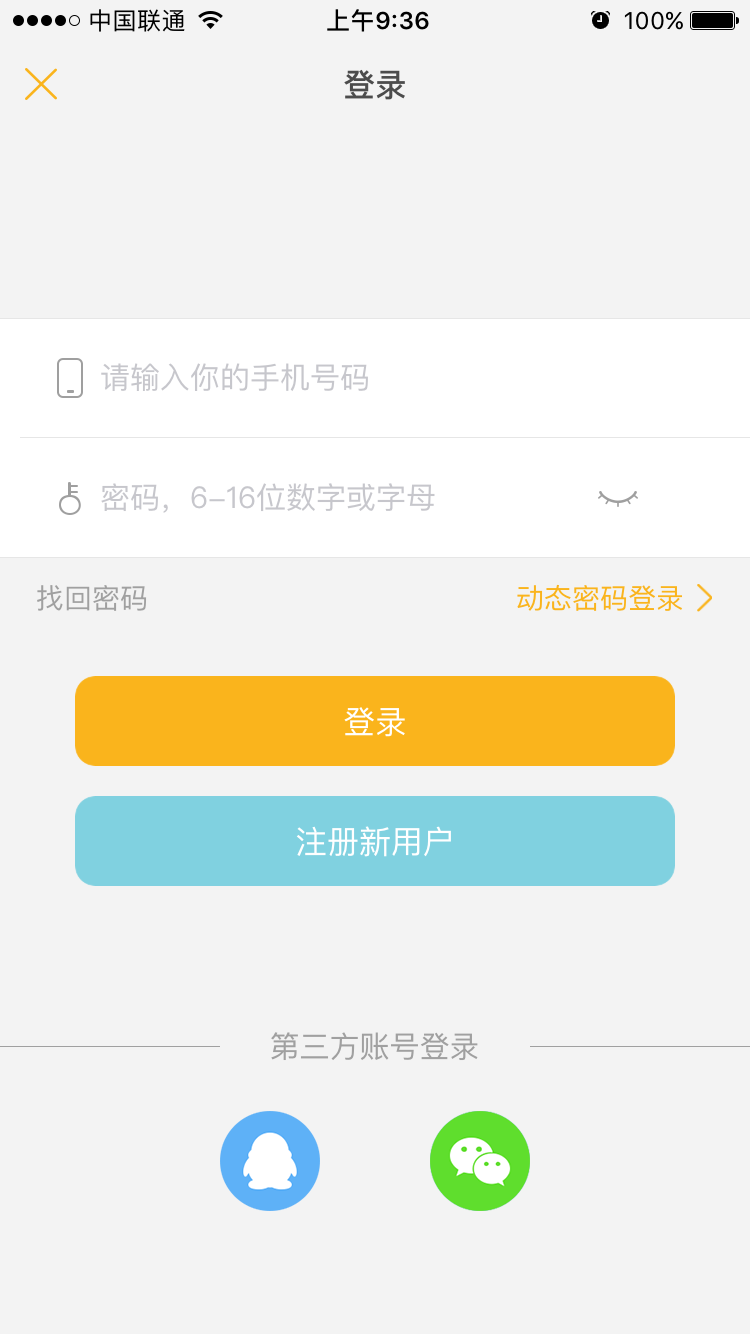 中国联通 上午9:36 100%
登录
请输入你的手机号码
密码，6-16位数字或字母
找回密码 动态密码登录
登录
注册新用户
第三方账号登录